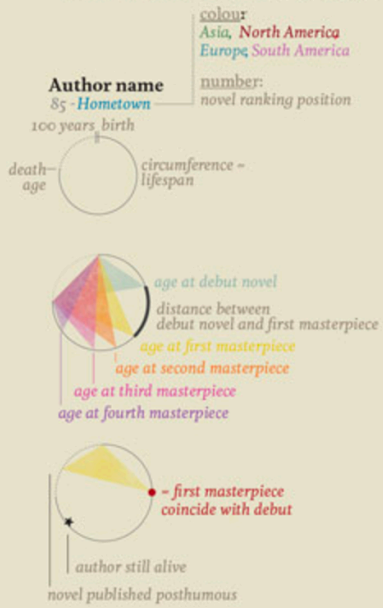 colour:
Asia, North America,
Europe, South America
number:
novel ranking position
Author name
85 - Hometown
100 years birth
death
age
circumference =
lifespan
age at debut novel
distance between
debut novel and first masterpiece
age at first masterpiece
age at second masterpiece
age at third masterpiece
age at fourth masterpiece
= first masterpiece
coincide with debut
author still alive
novel published posthumous